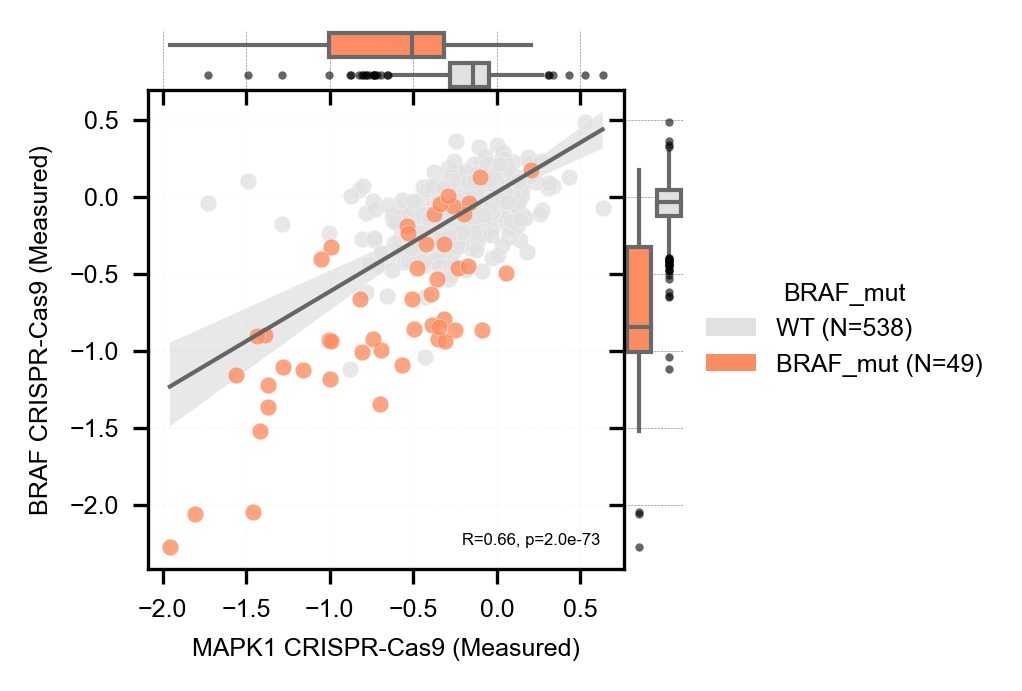 0.5
0.0
−0.5
−1.0
−1.5
−2.0
BRAF CRISPR-Cas9 (Measured)
−2.0 −1.5 −1.0 −0.5 0.0 0.5
MAPK1 CRISPR-Cas9 (Measured)
R=0.66, p=2.0e-73
BRAF_mut
WT (N=538)
BRAF_mut (N=49)